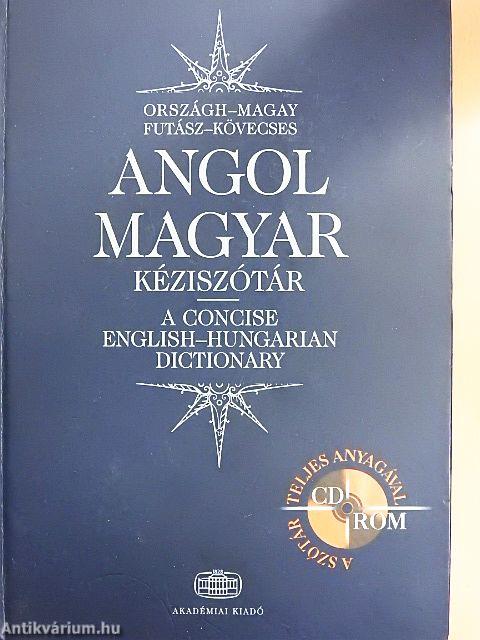 ORSZÁGH–MAGAY
FUTÁSZ–KÖVECSES
ANGOL
MAGYAR
KÉZISZÓTÁR
A CONCISE
ENGLISH–HUNGARIAN
DICTIONARY
A SZÓTÁR TELJES ANYAGÁVAL
CD ROM
1828
AKADÉMIAI KIADÓ
Antikvárium.hu